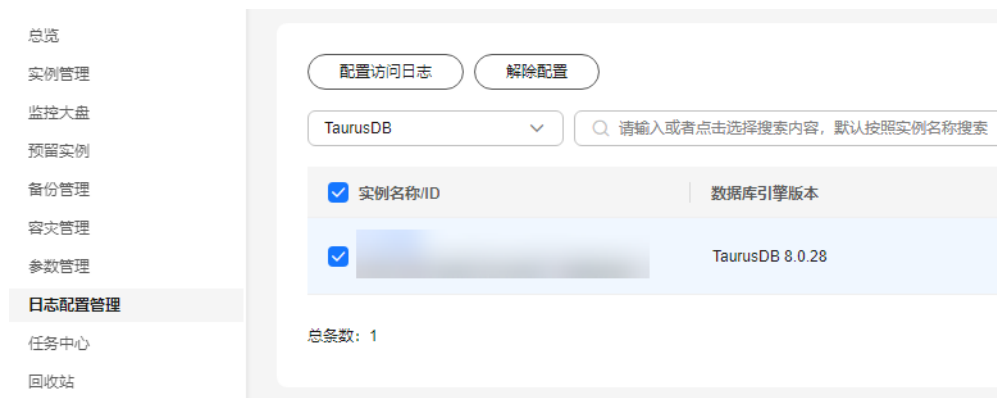 总览
实例管理
监控大盘
预留实例
备份管理
容灾管理
参数管理
日志配置管理
任务中心
回收站
配置访问日志 解除配置
TaurusDB 请输入或者点击选择搜索内容，默认按照实例名称搜索
实例名称/ID 数据库引擎版本
TaurusDB 8.0.28
总条数：1